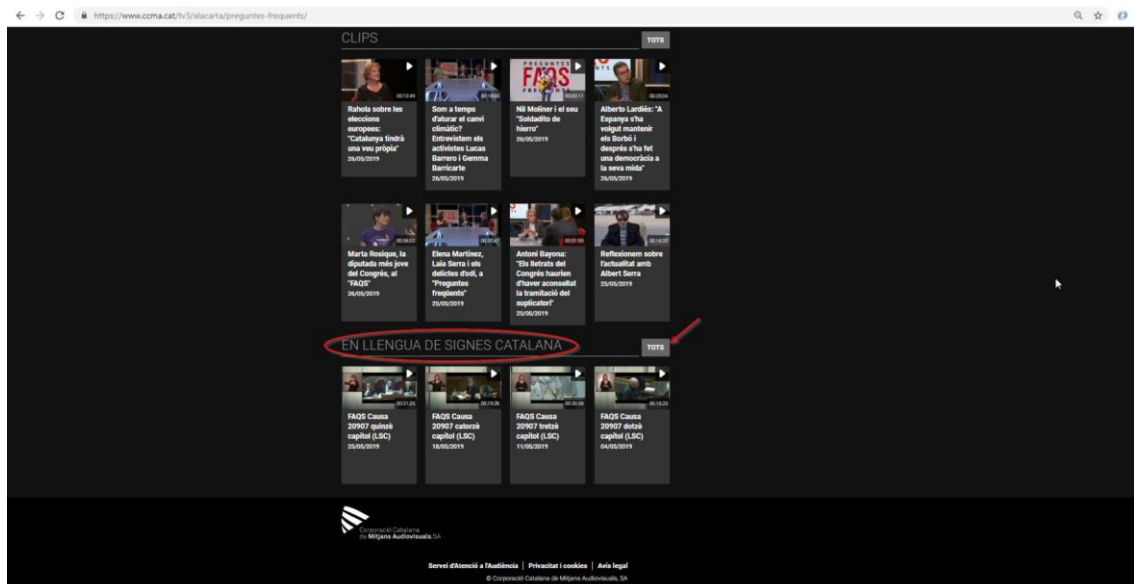 https://www.ccma.cat/tv3/alacarta/preguntes-frequents/
CLIPS
TOTS
00:12:49
Rahola sobre les
eleccions
europees:
"Catalunya tindrà
una veu pròpia"
26/05/2019
Som a temps
d'aturar el canvi
climàtic?
Entrevistem els
activistes Lucas
Barrero i Gemma
Barricarte
26/05/2019
PREGUNTES
FAQS
Nil Moliner i el seu
"Soldadito de
hierro"
26/05/2019
Alberto Lardiés: "A
Espanya s'ha
volgut mantenir
els Borbó i
després s'ha fet
una democràcia a
la seva mida"
26/05/2019
Marta Rosique, la
diputada més jove
del Congrés, al
"FAQS"
26/05/2019
Elena Martínez,
Laia Serra i els
delictes d'odi, a
"Preguntes
freqüents"
25/05/2019
Antoni Bayona:
"Els lletrats del
Congrés haurien
d'haver aconsellat
la tramitació del
suplicatori"
25/05/2019
Reflexionem sobre
l'actualitat amb
Albert Serra
25/05/2019
EN LLENGUA DE SIGNES CATALANA
TOTS
FAQS Causa
20907 quinzè
capítol (LSC)
25/05/2019
FAQS Causa
20907 catorzè
capítol (LSC)
18/05/2019
FAQS Causa
20907 tretzè
capítol (LSC)
11/05/2019
FAQS Causa
20907 dotzè
capítol (LSC)
04/05/2019
Corporació Catalana
de Mitjans Audiovisuals, SA
Servei d'Atenció a l'Audiència | Privacitat i cookies | Avís legal
© Corporació Catalana de Mitjans Audiovisuals, SA